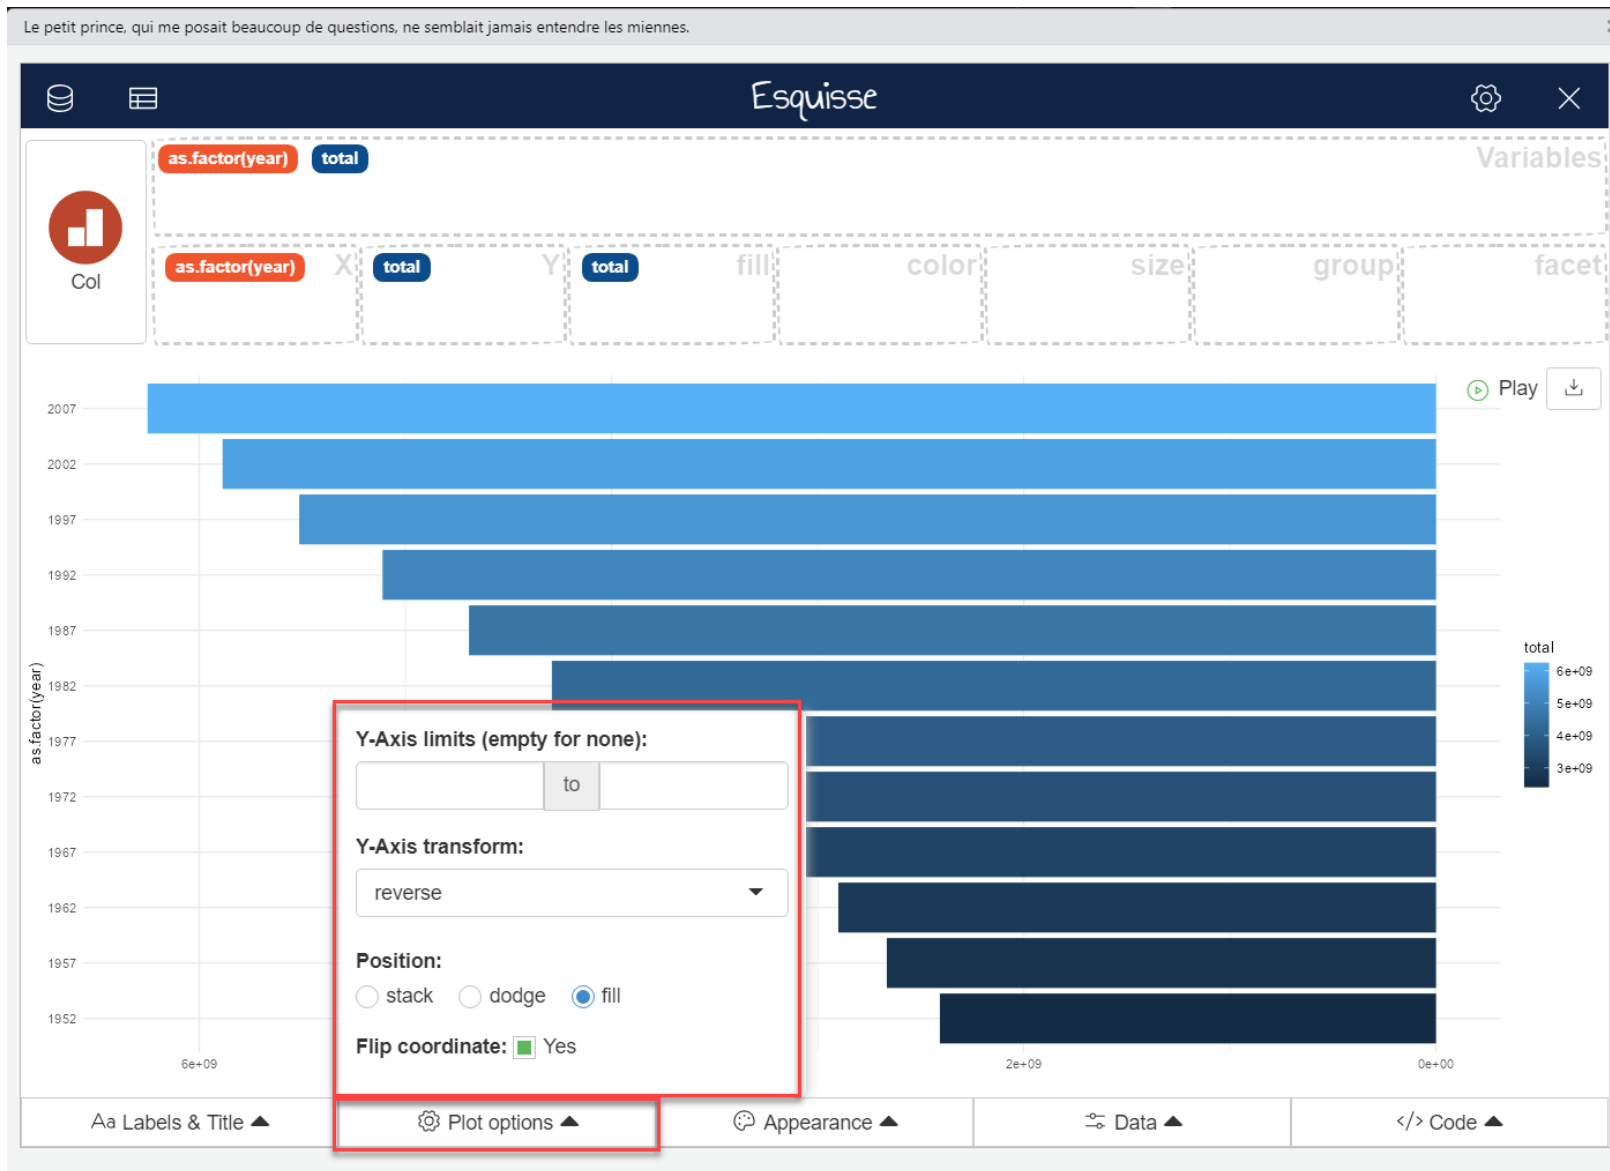 Le petit prince, qui me posait beaucoup de questions, ne semblait jamais entendre les miennes.
Esquisse
as.factor(year) total Variables
Col
as.factor(year) X total Y total fill color size group facet
Play
2007
2002
1997
1992
1987
1982
1977
1972
1967
1962
1957
1952
as.factor(year)
total
6e+09
5e+09
4e+09
3e+09
Y-Axis limits (empty for none):
to
Y-Axis transform:
reverse
Position:
stack dodge fill
Flip coordinate: Yes
6e+09 2e+09 0e+00
Aa Labels & Title Plot options Appearance Data </> Code